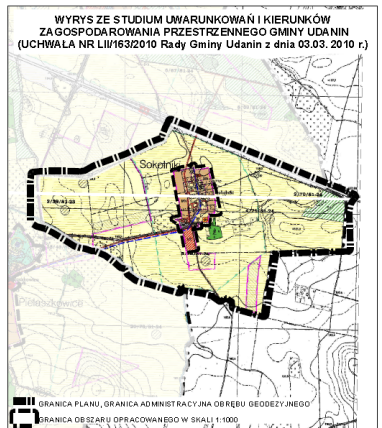 WYRYS ZE STUDIUM UWARUNKOWAŃ I KIERUNKÓW
ZAGOSPODAROWANIA PRZESTRZENNEGO GMINY UDANIN
(UCHWAŁA NR LII/163/2010 Rady Gminy Udanin z dnia 03.03. 2010 r.)
Sokolniki
Pielaszkowice
GRANICA PLANU, GRANICA ADMINISTRACYJNA OBRĘBU GEODEZYJNEGO
GRANICA OBSZARU OPRACOWANEGO W SKALI 1:1000